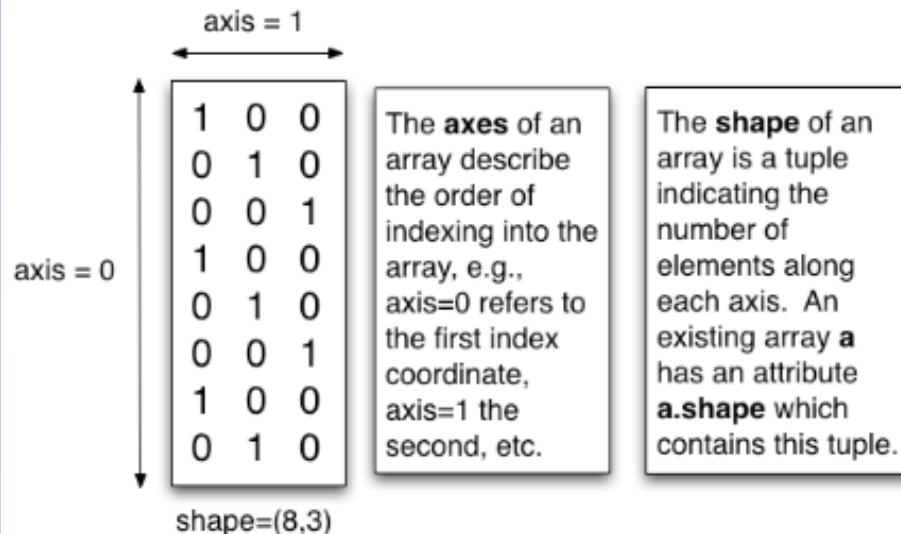 axis = 1
axis = 0
1 0 0
0 1 0
0 0 1
1 0 0
0 1 0
0 0 1
1 0 0
0 1 0
shape=(8,3)
The axes of an
array describe
the order of
indexing into the
array, e.g.,
axis=0 refers to
the first index
coordinate,
axis=1 the
second, etc.
The shape of an
array is a tuple
indicating the
number of
elements along
each axis. An
existing array a
has an attribute
a.shape which
contains this tuple.